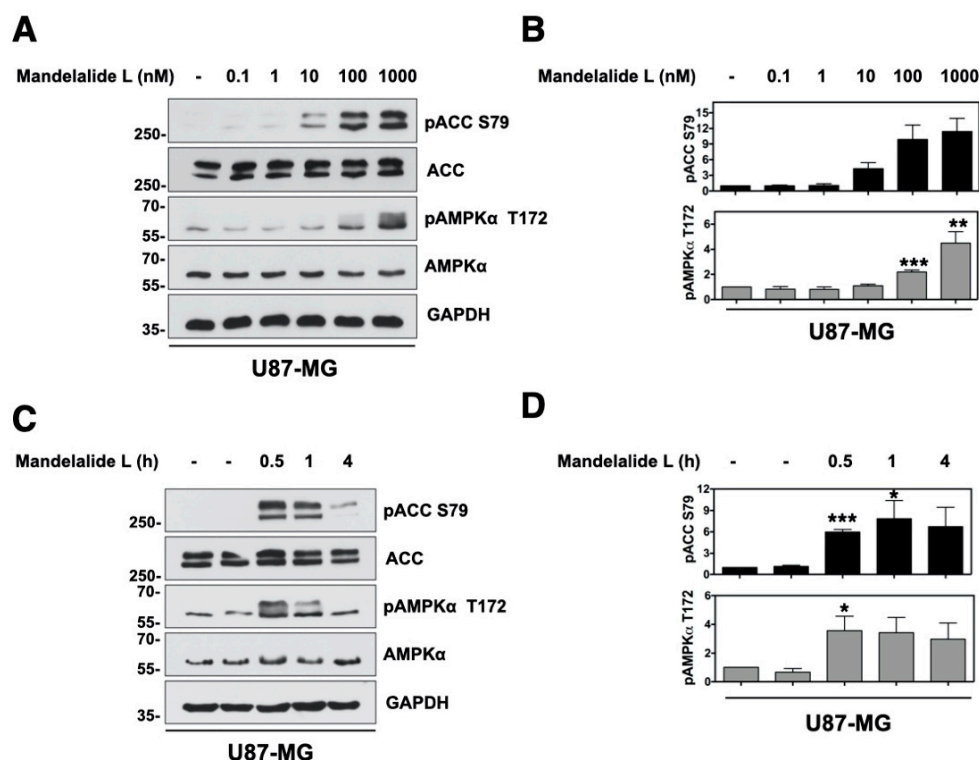 A
Mandelalide L (nM) - 0.1 1 10 100 1000
250-
pACC S79
250-
ACC
70-
55-
pAMPKα T172
70-
55-
AMPKα
35-
GAPDH
U87-MG
B
Mandelalide L (nM) - 0.1 1 10 100 1000
pACC S79
15
12
9
6
3
0
pAMPKα T172
6
4
2
0
*** **
U87-MG
C
Mandelalide L (h) - - 0.5 1 4
250-
pACC S79
250-
ACC
70-
55-
pAMPKα T172
70-
55-
AMPKα
35-
GAPDH
U87-MG
D
Mandelalide L (h) - - 0.5 1 4
pACC S79
12
9
6
3
0
*** *
pAMPKα T172
6
4
2
0
*
U87-MG